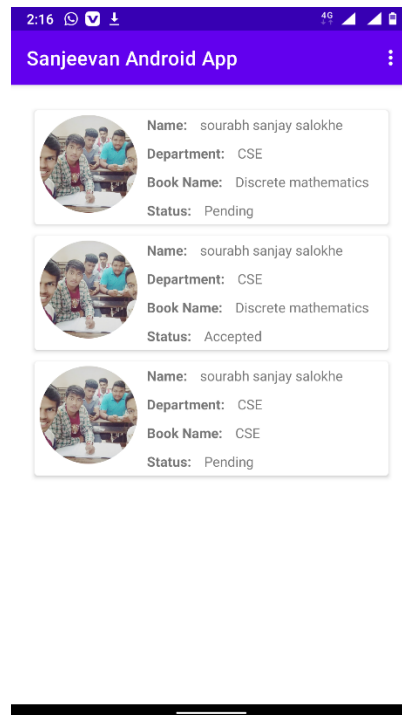 2:16 4G
Sanjeevan Android App
Name: sourabh sanjay salokhe
Department: CSE
Book Name: Discrete mathematics
Status: Pending
Name: sourabh sanjay salokhe
Department: CSE
Book Name: Discrete mathematics
Status: Accepted
Name: sourabh sanjay salokhe
Department: CSE
Book Name: CSE
Status: Pending